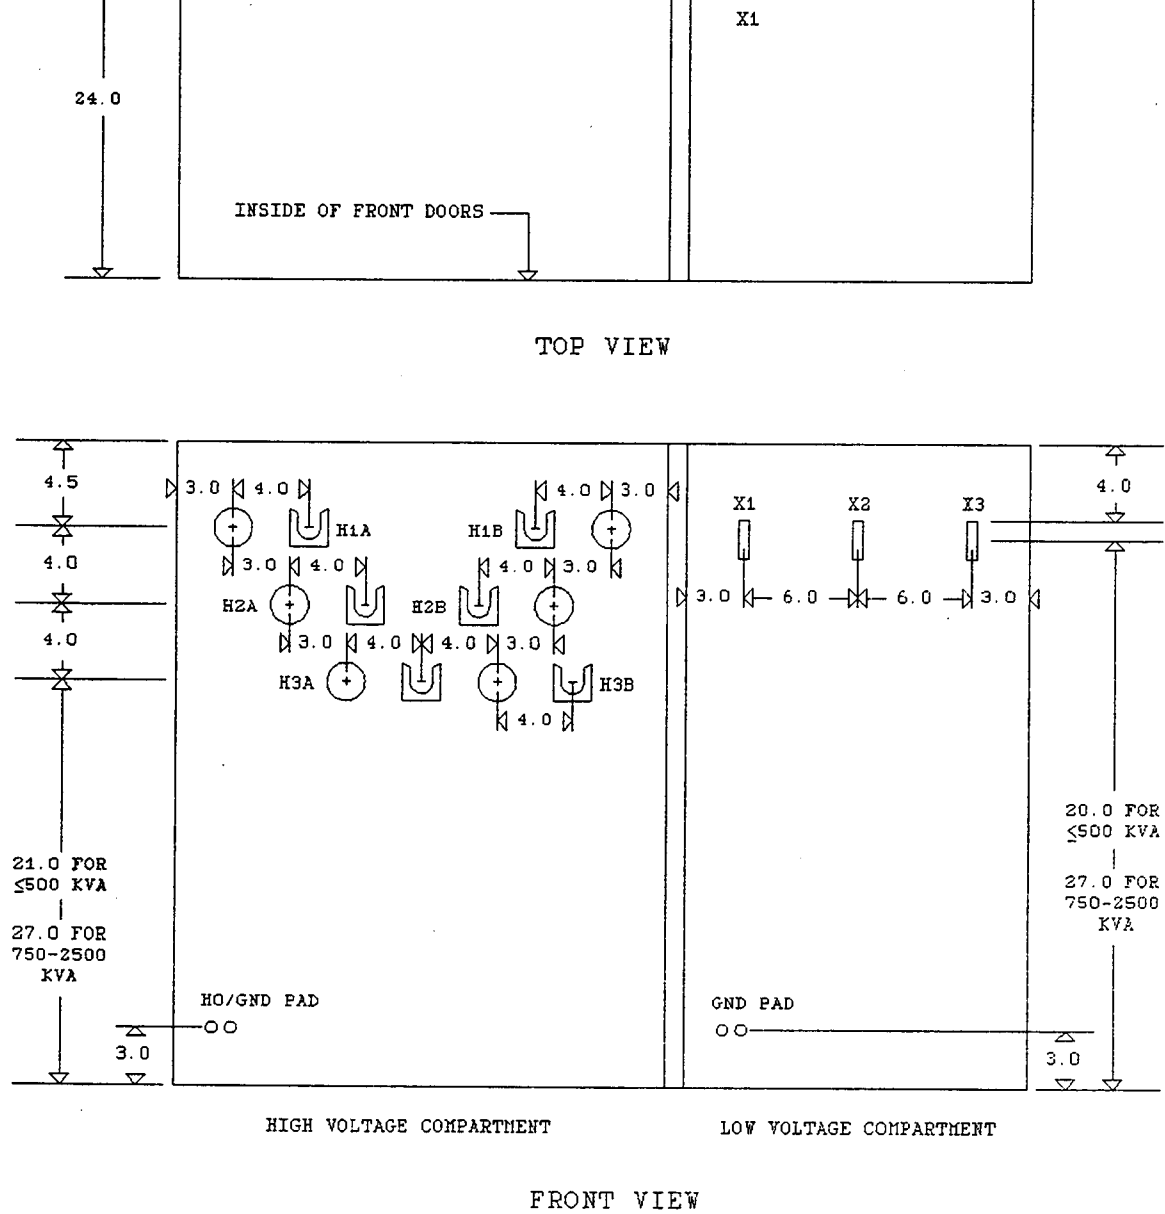 X1
24.0
INSIDE OF FRONT DOORS
TOP VIEW
4.5
3.0 4.0
4.0 3.0
4.0
X1 X2 X3
H1A H1B
4.0
3.0 4.0
4.0 3.0
3.0 6.0 6.0 3.0
H2A H2B
4.0
3.0 4.0 4.0 3.0
H3A H3B
4.0
20.0 FOR
≤500 KVA
21.0 FOR
≤500 KVA
27.0 FOR
750-2500
KVA
27.0 FOR
750-2500
KVA
HO/GND PAD
GND PAD
3.0
3.0
HIGH VOLTAGE COMPARTMENT
LOW VOLTAGE COMPARTMENT
FRONT VIEW